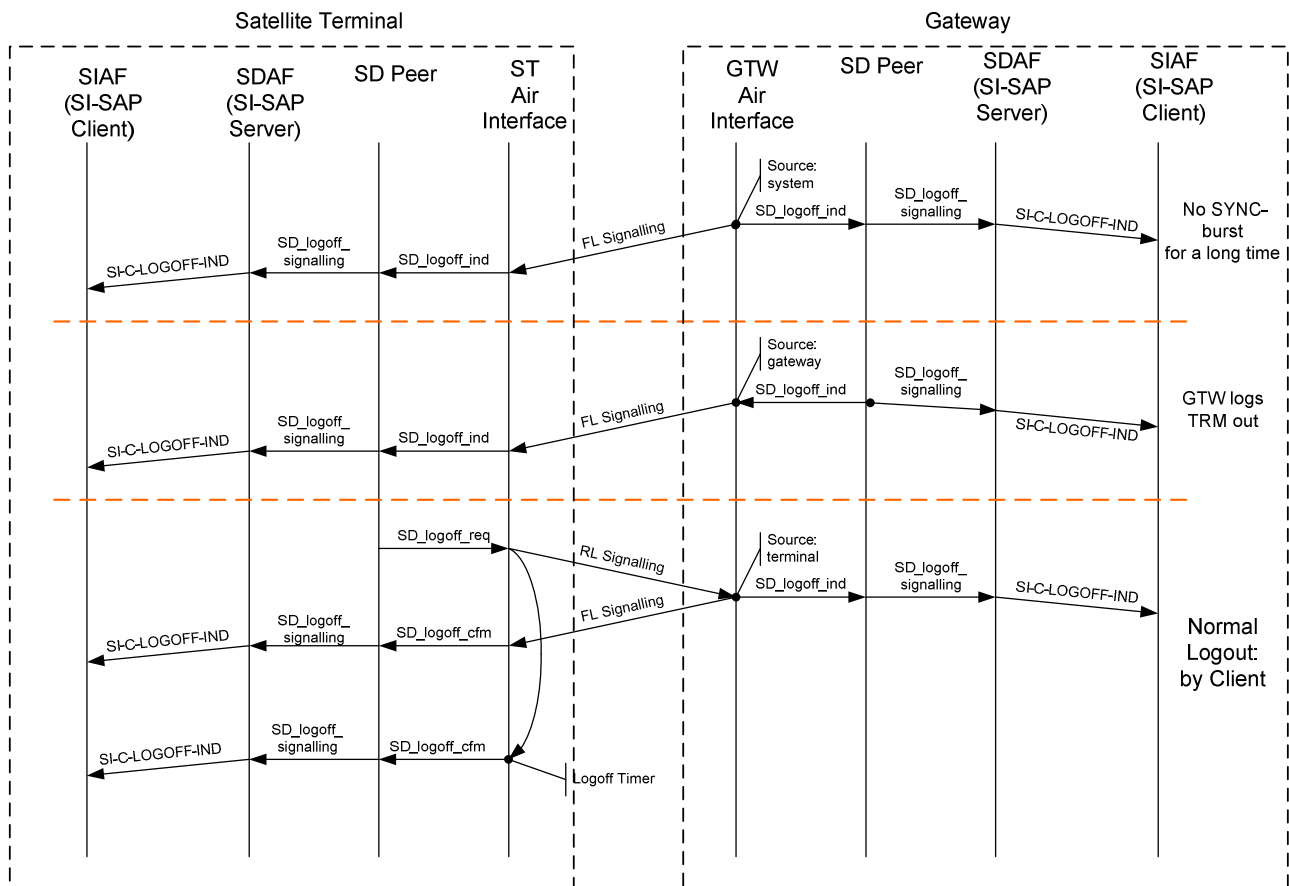 Satellite Terminal
Gateway
SIAF
(SI-SAP
Client)
SDAF
(SI-SAP
Server)
SD Peer
ST
Air
Interface
GTW
Air
Interface
SD Peer
SDAF
(SI-SAP
Server)
SIAF
(SI-SAP
Client)
Source:
system
SD_logoff_ind
SD_logoff_
signalling
SI-C-LOGOFF-IND
No SYNC-
burst
for a long time
FL Signalling
SD_logoff_ind
SD_logoff_
signalling
SI-C-LOGOFF-IND
Source:
gateway
SD_logoff_ind
SD_logoff_
signalling
SI-C-LOGOFF-IND
GTW logs
TRM out
FL Signalling
SD_logoff_ind
SD_logoff_
signalling
SI-C-LOGOFF-IND
SD_logoff_req
RL Signalling
Source:
terminal
SD_logoff_ind
SD_logoff_
signalling
SI-C-LOGOFF-IND
FL Signalling
SD_logoff_cfm
SD_logoff_
signalling
SI-C-LOGOFF-IND
Normal
Logout:
by Client
SD_logoff_cfm
SD_logoff_
signalling
SI-C-LOGOFF-IND
Logoff Timer